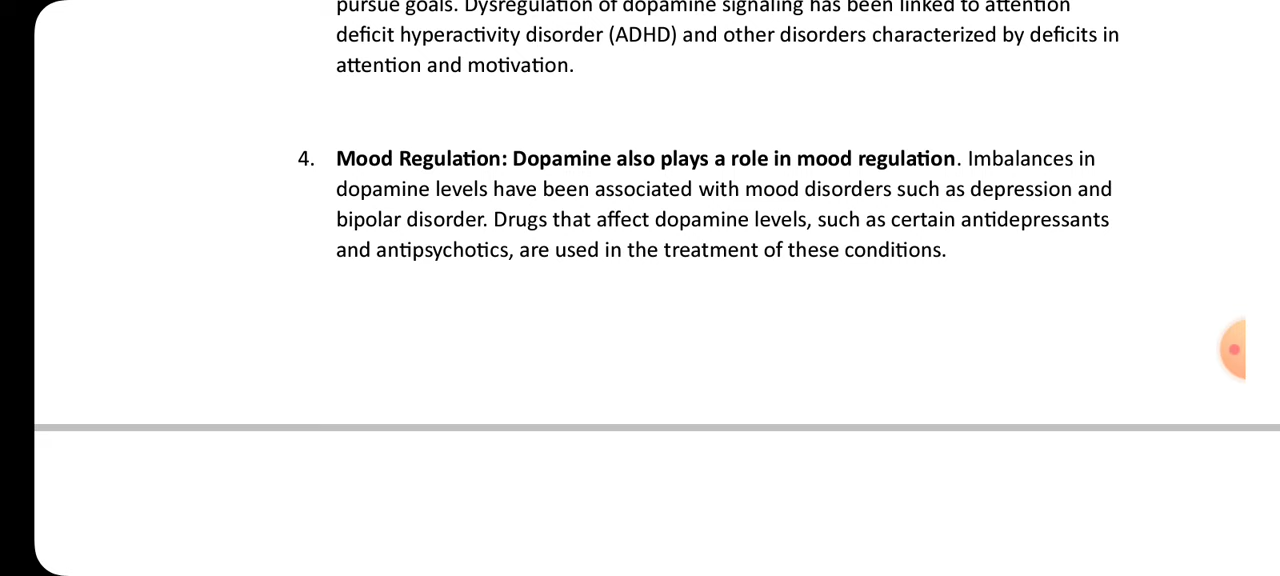 pursue goals. Dysregulation of dopamine signaling has been linked to attention
deficit hyperactivity disorder (ADHD) and other disorders characterized by deficits in
attention and motivation.
4. Mood Regulation: Dopamine also plays a role in mood regulation. Imbalances in
dopamine levels have been associated with mood disorders such as depression and
bipolar disorder. Drugs that affect dopamine levels, such as certain antidepressants
and antipsychotics, are used in the treatment of these conditions.